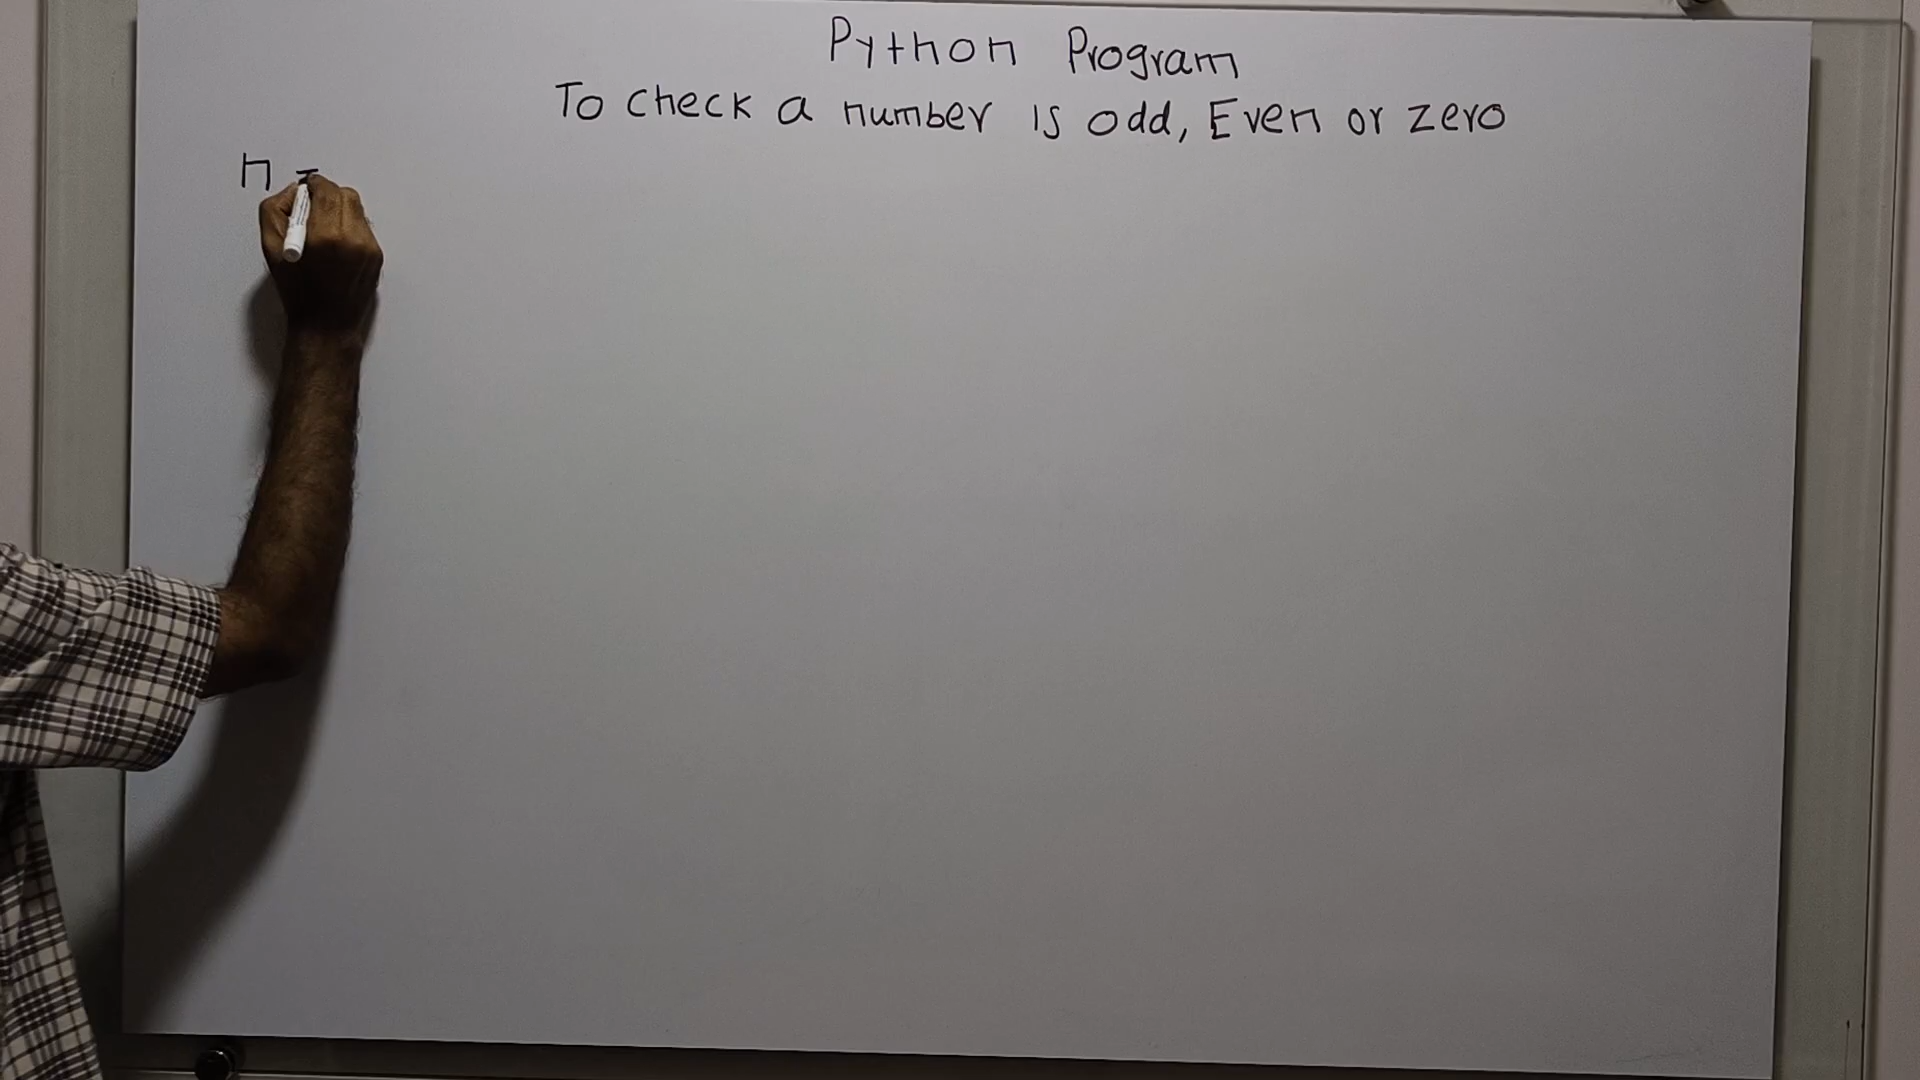 Python Program
To check a number is odd, Even or zero
n =